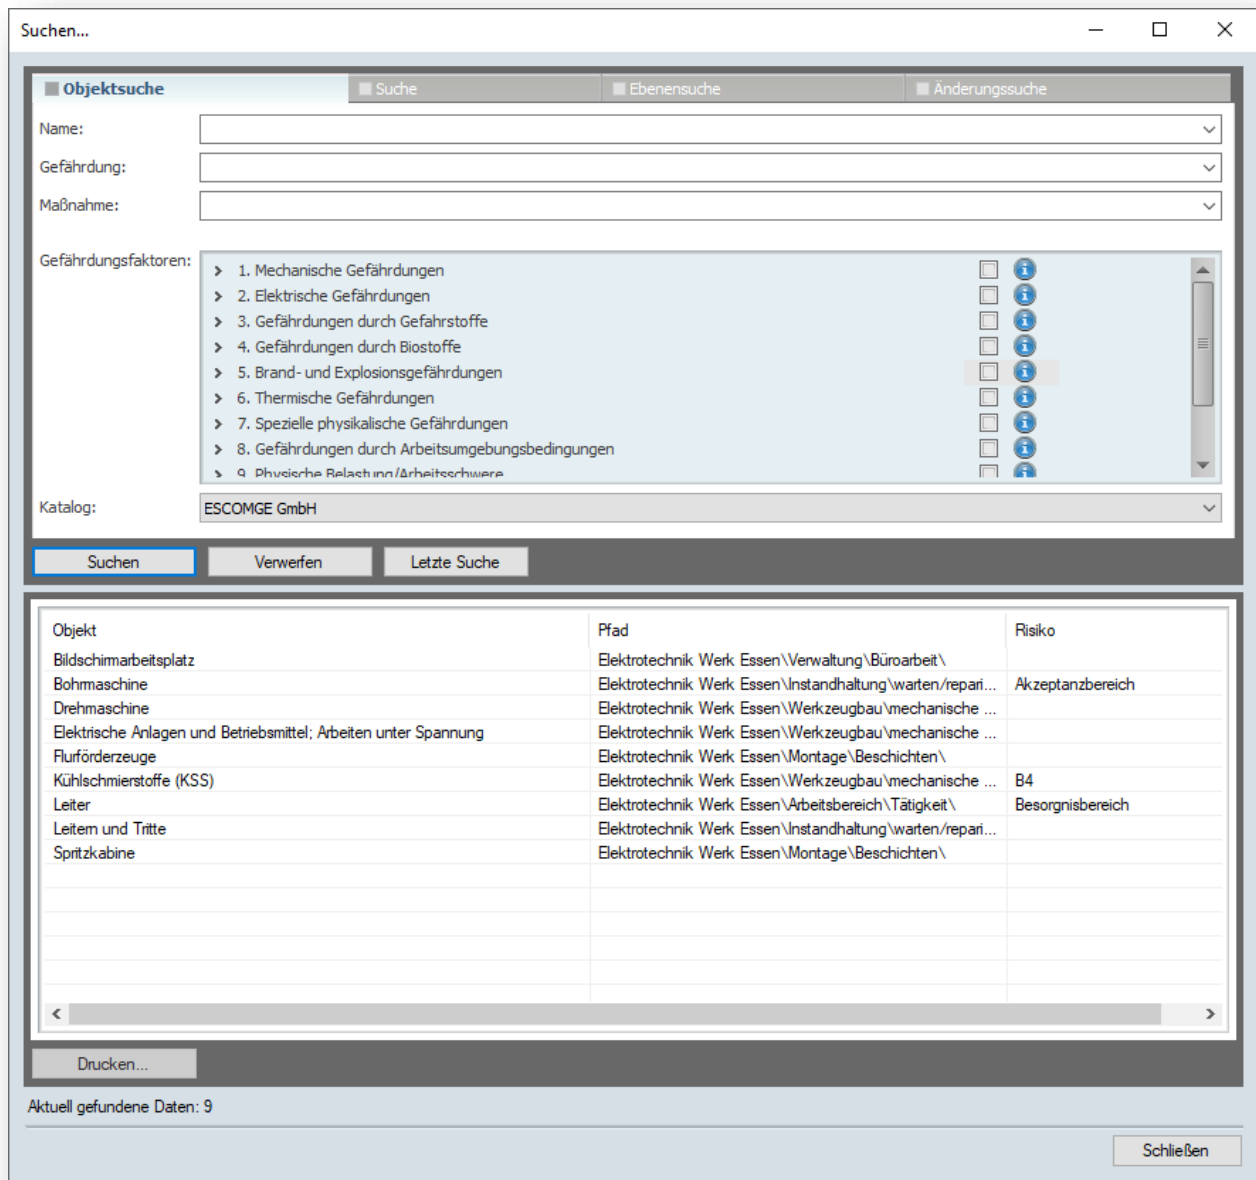 Suchen...
Objektsuche Suche Ebenensuche Änderungssuche
Name:
Gefährdung:
Maßnahme:
Gefährdungsfaktoren:
1. Mechanische Gefährdungen
2. Elektrische Gefährdungen
3. Gefährdungen durch Gefahrstoffe
4. Gefährdungen durch Biostoffe
5. Brand- und Explosionsgefährdungen
6. Thermische Gefährdungen
7. Spezielle physikalische Gefährdungen
8. Gefährdungen durch Arbeitsumgebungsbedingungen
9. Physische Belastung/Arbeitsschwere
Katalog: ESCOMGE GmbH
Suchen Verwerfen Letzte Suche
Objekt Pfad Risiko
Bildschirmarbeitsplatz Elektrotechnik Werk Essen\Verwaltung\Büroarbeit\
Bohrmaschine Elektrotechnik Werk Essen\Instandhaltung\warten/repari... Akzeptanzbereich
Drehmaschine Elektrotechnik Werk Essen\Werkzeugbau\mechanische ...
Elektrische Anlagen und Betriebsmittel; Arbeiten unter Spannung Elektrotechnik Werk Essen\Werkzeugbau\mechanische ...
Flurförderzeuge Elektrotechnik Werk Essen\Montage\Beschichten\
Kühlschmierstoffe (KSS) Elektrotechnik Werk Essen\Werkzeugbau\mechanische ... B4
Leiter Elektrotechnik Werk Essen\Arbeitsbereich\Tätigkeit\ Besorgnisbereich
Leitern und Tritte Elektrotechnik Werk Essen\Instandhaltung\warten/repari...
Spritzkabine Elektrotechnik Werk Essen\Montage\Beschichten\
Drucken...
Aktuell gefundene Daten: 9
Schließen